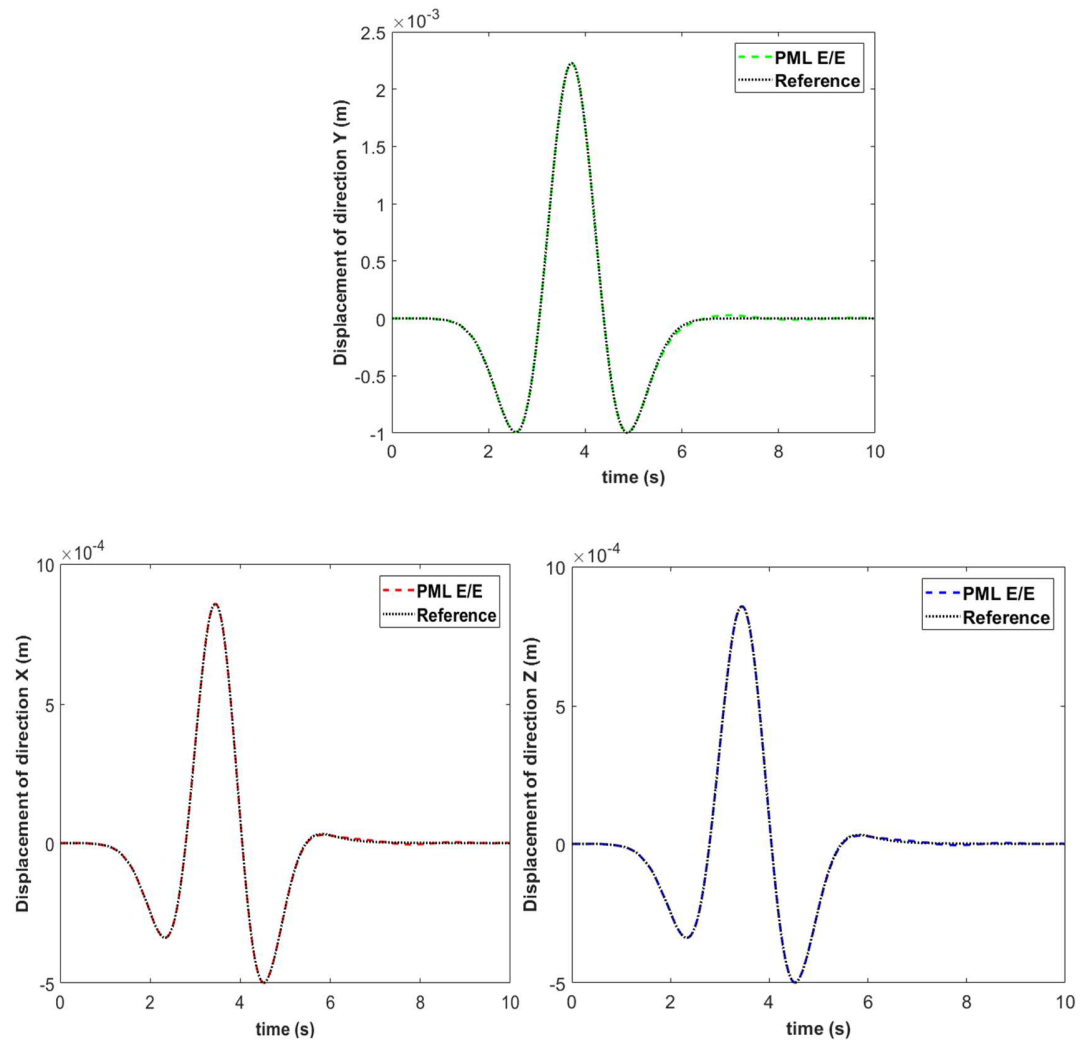 ×10-3
2.5
2
1.5
1
0.5
0
-0.5
-1
0 2 4 6 8 10
Displacement of direction Y (m)
time (s)
PML E/E
Reference
×10-4
10
5
0
-5
0 2 4 6 8 10
Displacement of direction X (m)
time (s)
PML E/E
Reference
×10-4
10
5
0
-5
0 2 4 6 8 10
Displacement of direction Z (m)
time (s)
PML E/E
Reference